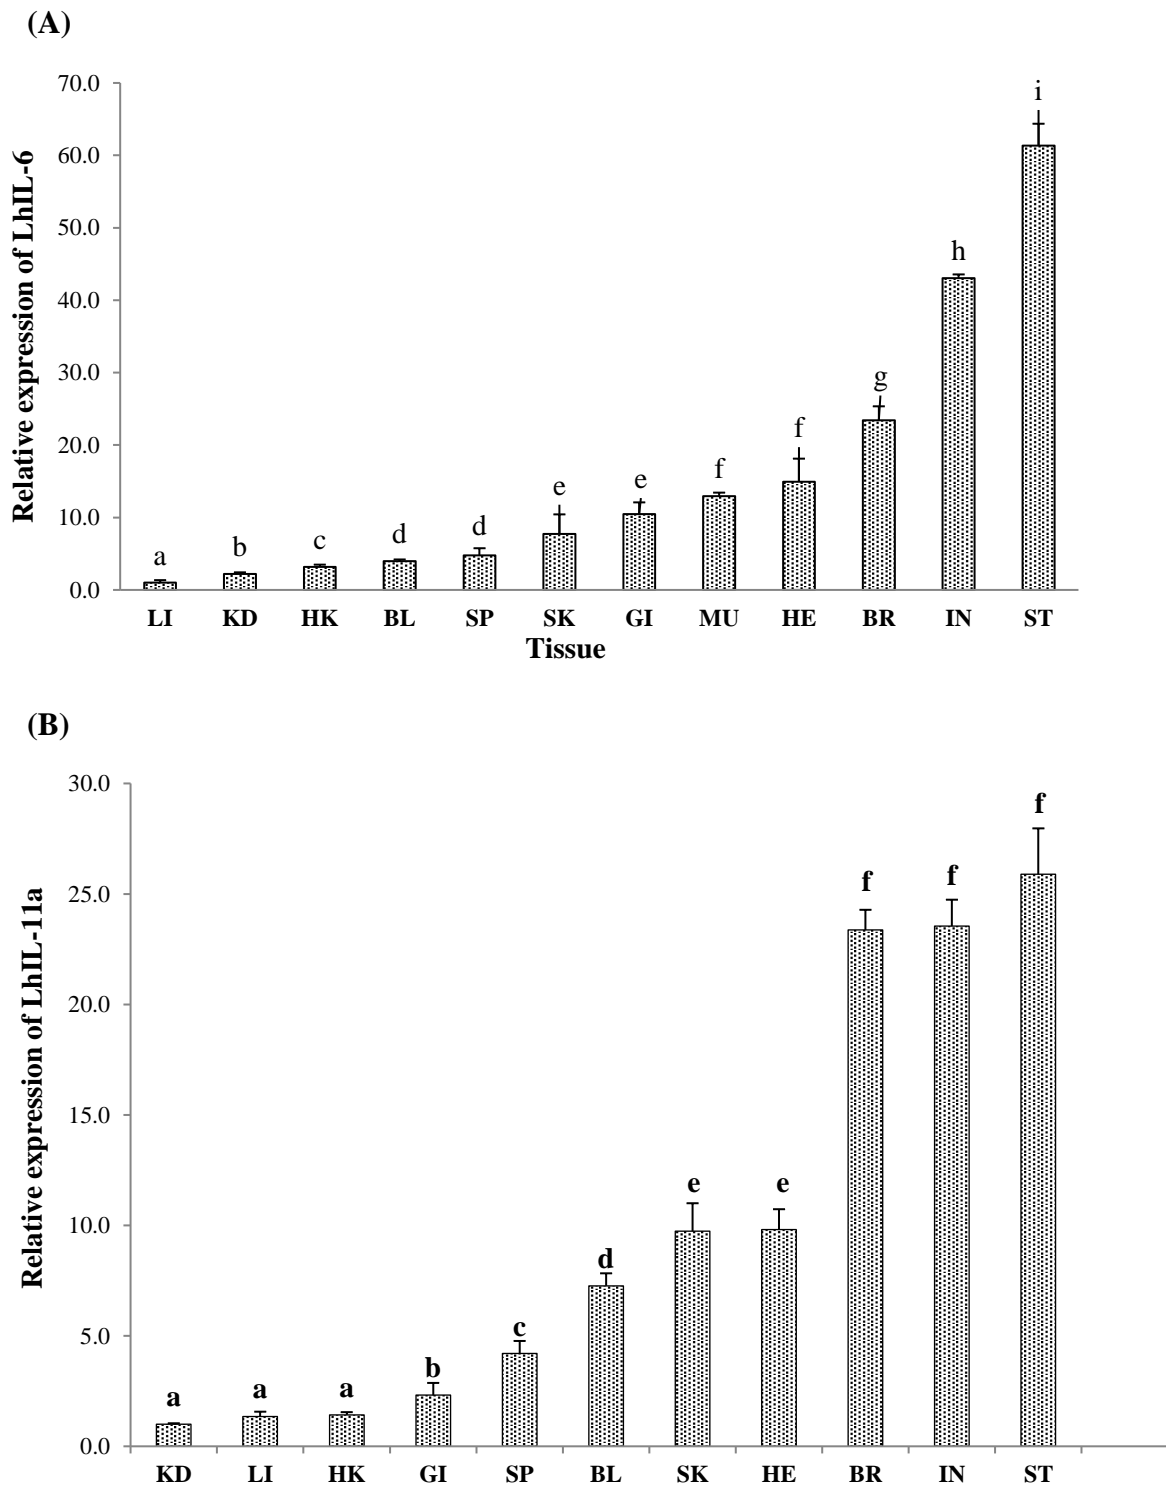 (A)
Relative expression of LhIL-6
70.0
60.0
50.0
40.0
30.0
20.0
10.0
0.0
a b c d d e e f f g h i
LI KD HK BL SP SK GI MU HE BR IN ST
Tissue
(B)
Relative expression of LhIL-11a
30.0
25.0
20.0
15.0
10.0
5.0
0.0
a a a b c d e e f f f
KD LI HK GI SP BL SK HE BR IN ST